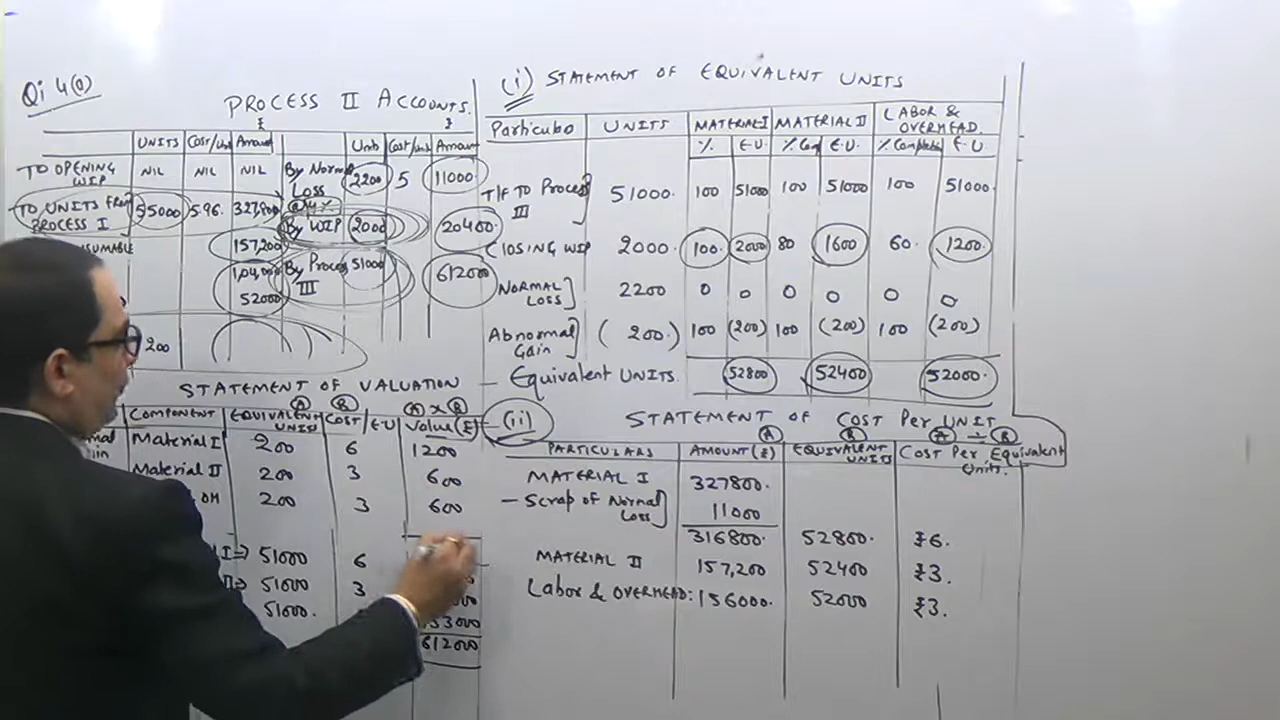 Qi 4(a)
PROCESS II ACCOUNTS.
₹ ₹
UNITS Cost/Unit Amount Units Cost/Unit Amount
TO OPENING WIP NIL NIL NIL By Normal Loss @4% 2200 5 11000
TO UNITS FROM PROCESS I 55000 5.96. 327,800 By WIP 2000 20400
157,200
1,04,000 By Process III 51000 612000
52000
200
STATEMENT OF VALUATION
(A) (B) (A) x (B)
COMPONENT EQUIVALENT UNITS COST/E.U Value(₹)
Material I 200 6 1200
Material II 200 3 600
OH 200 3 600
I⇒ 51000 6
II⇒ 51000 3
51000.
612000
(i) STATEMENT OF EQUIVALENT UNITS
Particulars UNITS MATERIAL I MATERIAL II LABOR & OVERHEAD.
% E.U % Comp E.U. E.U
T/F TO Process III 51000 100 51000 100 51000 100 51000
CLOSING WIP 2000 100 2000 80 1600 60 1200
NORMAL LOSS 2200 0 0 0 0 0 0
Abnormal Gain (200) 100 (200) 100 (200) 100 (200)
Equivalent UNITS. 52800 52400 52000
(ii) STATEMENT OF COST Per UNIT
(A) (B) (A) ÷ (B)
PARTICULARS AMOUNT(₹) EQUIVALENT UNITS Cost Per Equivalent Units.
MATERIAL I 327800.
- Scrap of Normal Loss 11000
316800. 52800. ₹6.
MATERIAL II 157,200 52400 ₹3.
Labor & OVERHEAD: 156000. 52000 ₹3.